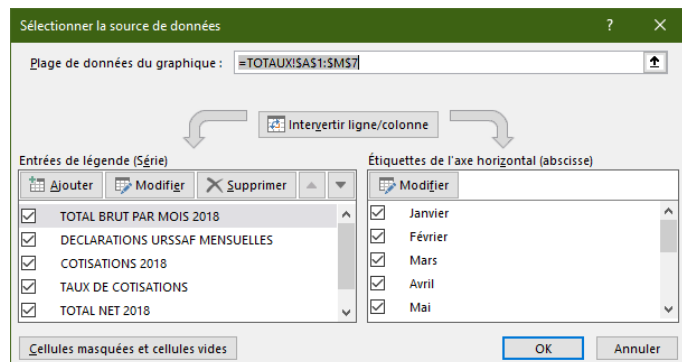 Sélectionner la source de données ? ×
Plage de données du graphique : =TOTAUX!$A$1:$M$7
Intervertir ligne/colonne
Entrées de légende (Série)
Ajouter Modifier Supprimer
TOTAL BRUT PAR MOIS 2018
DECLARATIONS URSSAF MENSUELLES
COTISATIONS 2018
TAUX DE COTISATIONS
TOTAL NET 2018
Étiquettes de l'axe horizontal (abscisse)
Modifier
Janvier
Février
Mars
Avril
Mai
Cellules masquées et cellules vides
OK Annuler